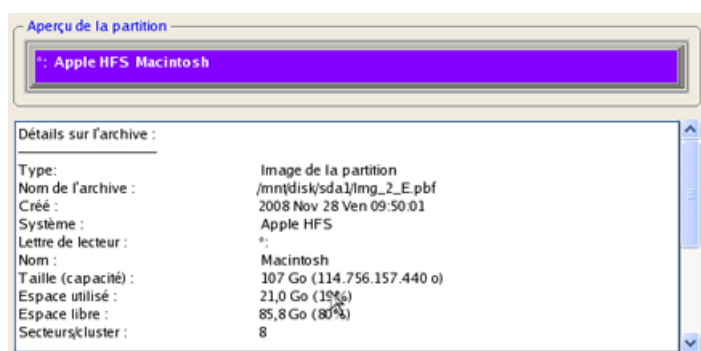 Aperçu de la partition
*: Apple HFS Macintosh
Détails sur l'archive :
Type: Image de la partition
Nom de l'archive : /mnt/disk/sda1/Img_2_E.pbf
Créé : 2008 Nov 28 Ven 09:50:01
Système : Apple HFS
Lettre de lecteur : *:
Nom : Macintosh
Taille (capacité) : 107 Go (114.756.157.440 o)
Espace utilisé : 21,0 Go (19%)
Espace libre : 85,8 Go (80%)
Secteurs/cluster : 8